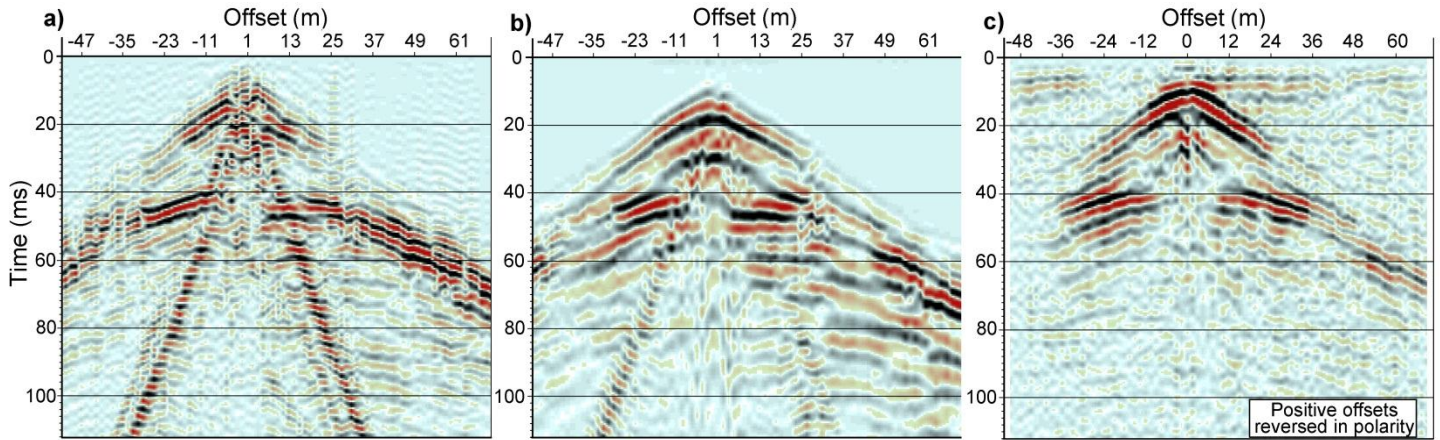 a)
Offset (m)
-47 -35 -23 -11 1 13 25 37 49 61
0
20
40
60
80
100
Time (ms)
b)
Offset (m)
-47 -35 -23 -11 1 13 25 37 49 61
0
20
40
60
80
100
c)
Offset (m)
-48 -36 -24 -12 0 12 24 36 48 60
0
20
40
60
80
100
Positive offsets
reversed in polarity